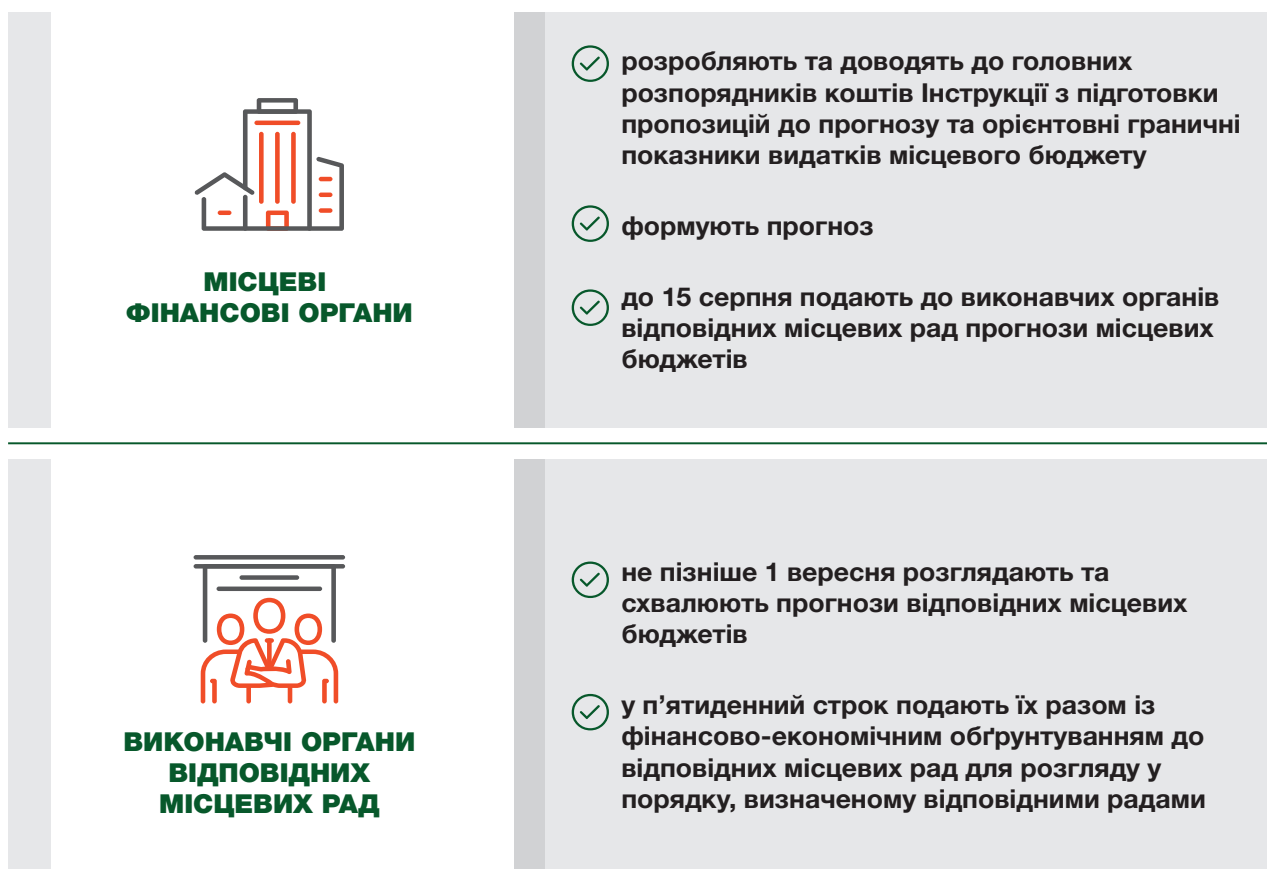 МІСЦЕВІ
ФІНАНСОВІ ОРГАНИ
розробляють та доводять до головних
розпорядників коштів Інструкції з підготовки
пропозицій до прогнозу та орієнтовні граничні
показники видатків місцевого бюджету
формують прогноз
до 15 серпня подають до виконавчих органів
відповідних місцевих рад прогнози місцевих
бюджетів
ВИКОНАВЧІ ОРГАНИ
ВІДПОВІДНИХ
МІСЦЕВИХ РАД
не пізніше 1 вересня розглядають та
схвалюють прогнози відповідних місцевих
бюджетів
у п’ятиденний строк подають їх разом із
фінансово-економічним обґрунтуванням до
відповідних місцевих рад для розгляду у
порядку, визначеному відповідними радами